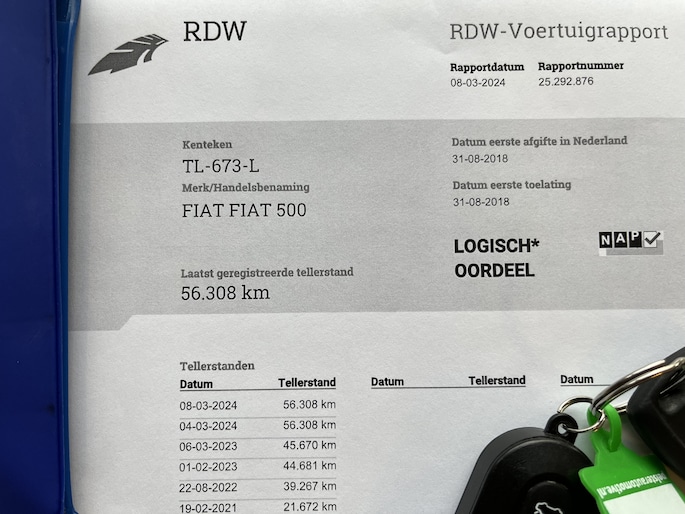 RDW
RDW-Voertuigrapport
Rapportdatum Rapportnummer
08-03-2024 25.292.876
Kenteken
TL-673-L
Merk/Handelsbenaming
FIAT FIAT 500
Datum eerste afgifte in Nederland
31-08-2018
Datum eerste toelating
31-08-2018
LOGISCH*
OORDEEL
NAP
Laatst geregistreerde tellerstand
56.308 km
Tellerstanden
Datum Tellerstand Datum Tellerstand Datum
08-03-2024 56.308 km
04-03-2024 56.308 km
06-03-2023 45.670 km
01-02-2023 44.681 km
22-08-2022 39.267 km
19-02-2021 21.672 km